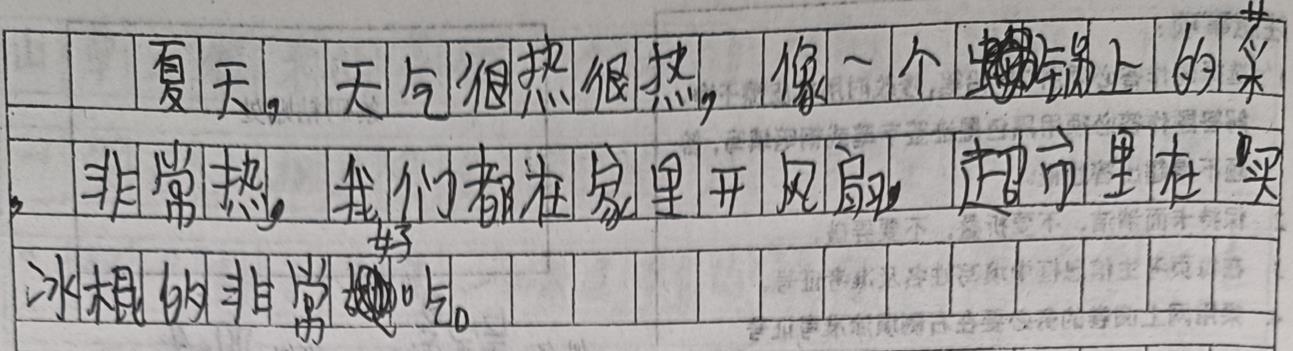 夏天，天气很热很热，像一个锅上的菜
，非常热，我们都在家里开风扇，超市里在买
冰棍的非常好吃。